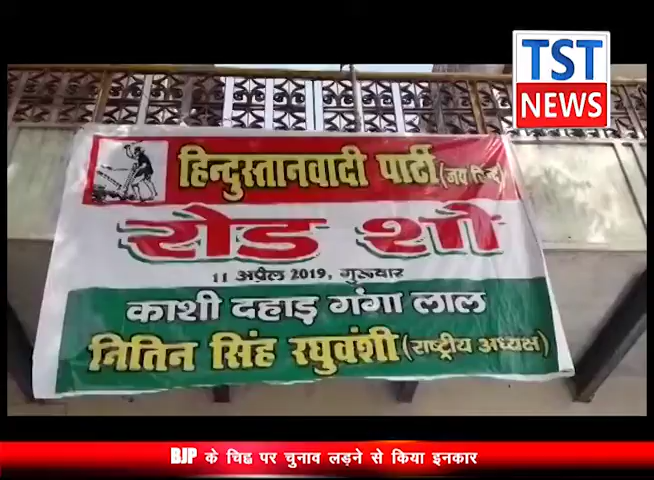 TST
NEWS
हिन्दुस्तानवादी पार्टी (जय हिन्द)
रोड शो
11 अप्रैल 2019, गुरूवार
काशी दहाड़ गंगा लाल
नितिन सिंह रघुवंशी (राष्ट्रीय अध्यक्ष)
BJP के चिह्न पर चुनाव लड़ने से किया इनकार